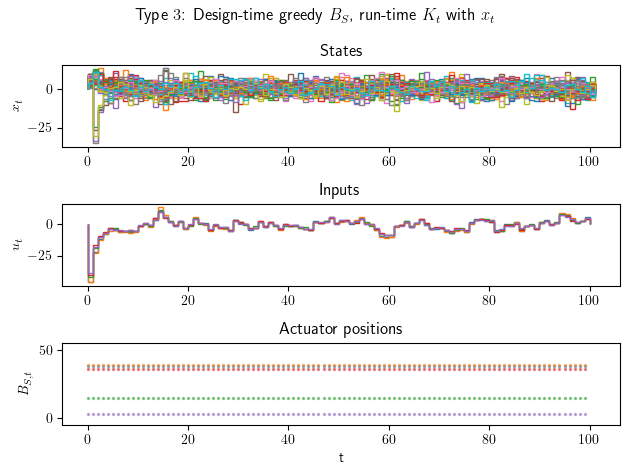 Type 3: Design-time greedy $B_S$, run-time $K_t$ with $x_t$
States
$x_t$
0
−25
0 20 40 60 80 100
Inputs
$u_t$
0
−25
0 20 40 60 80 100
Actuator positions
$B_{S,t}$
50
0
0 20 40 60 80 100
t